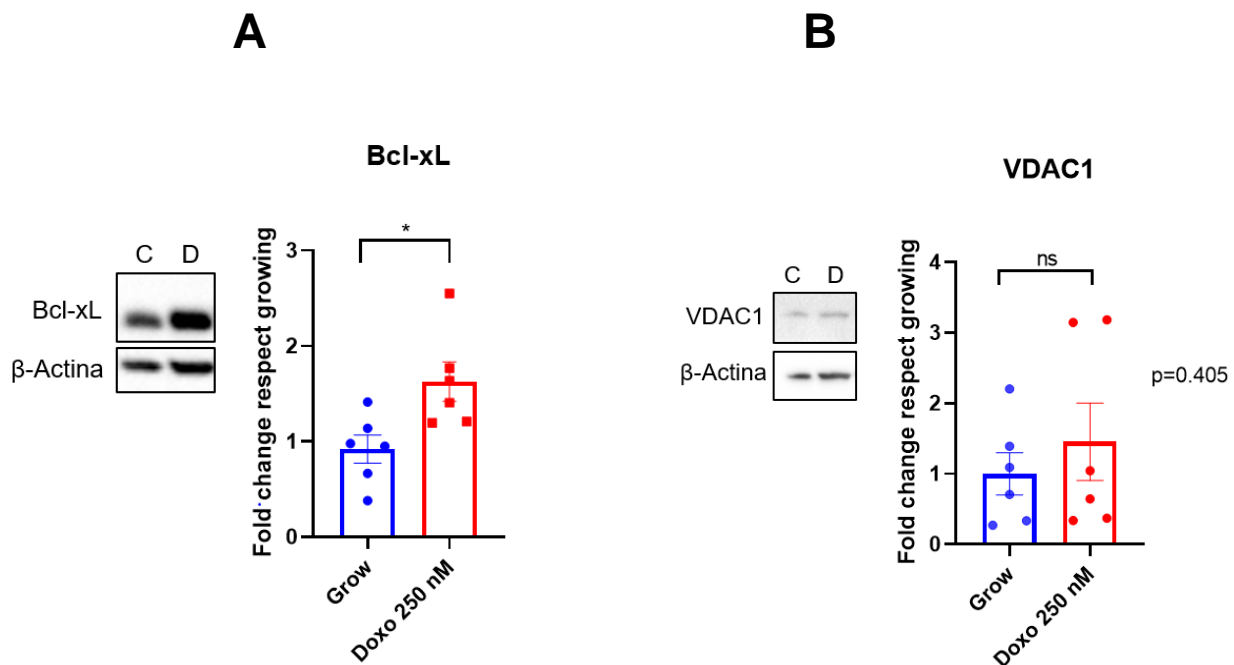 A
Bcl-xL
C D
Bcl-xL
β-Actina
Fold change respect growing
3
2
1
0
*
Grow
Doxo 250 nM
B
VDAC1
C D
VDAC1
β-Actina
Fold change respect growing
4
3
2
1
0
ns
p=0.405
Grow
Doxo 250 nM